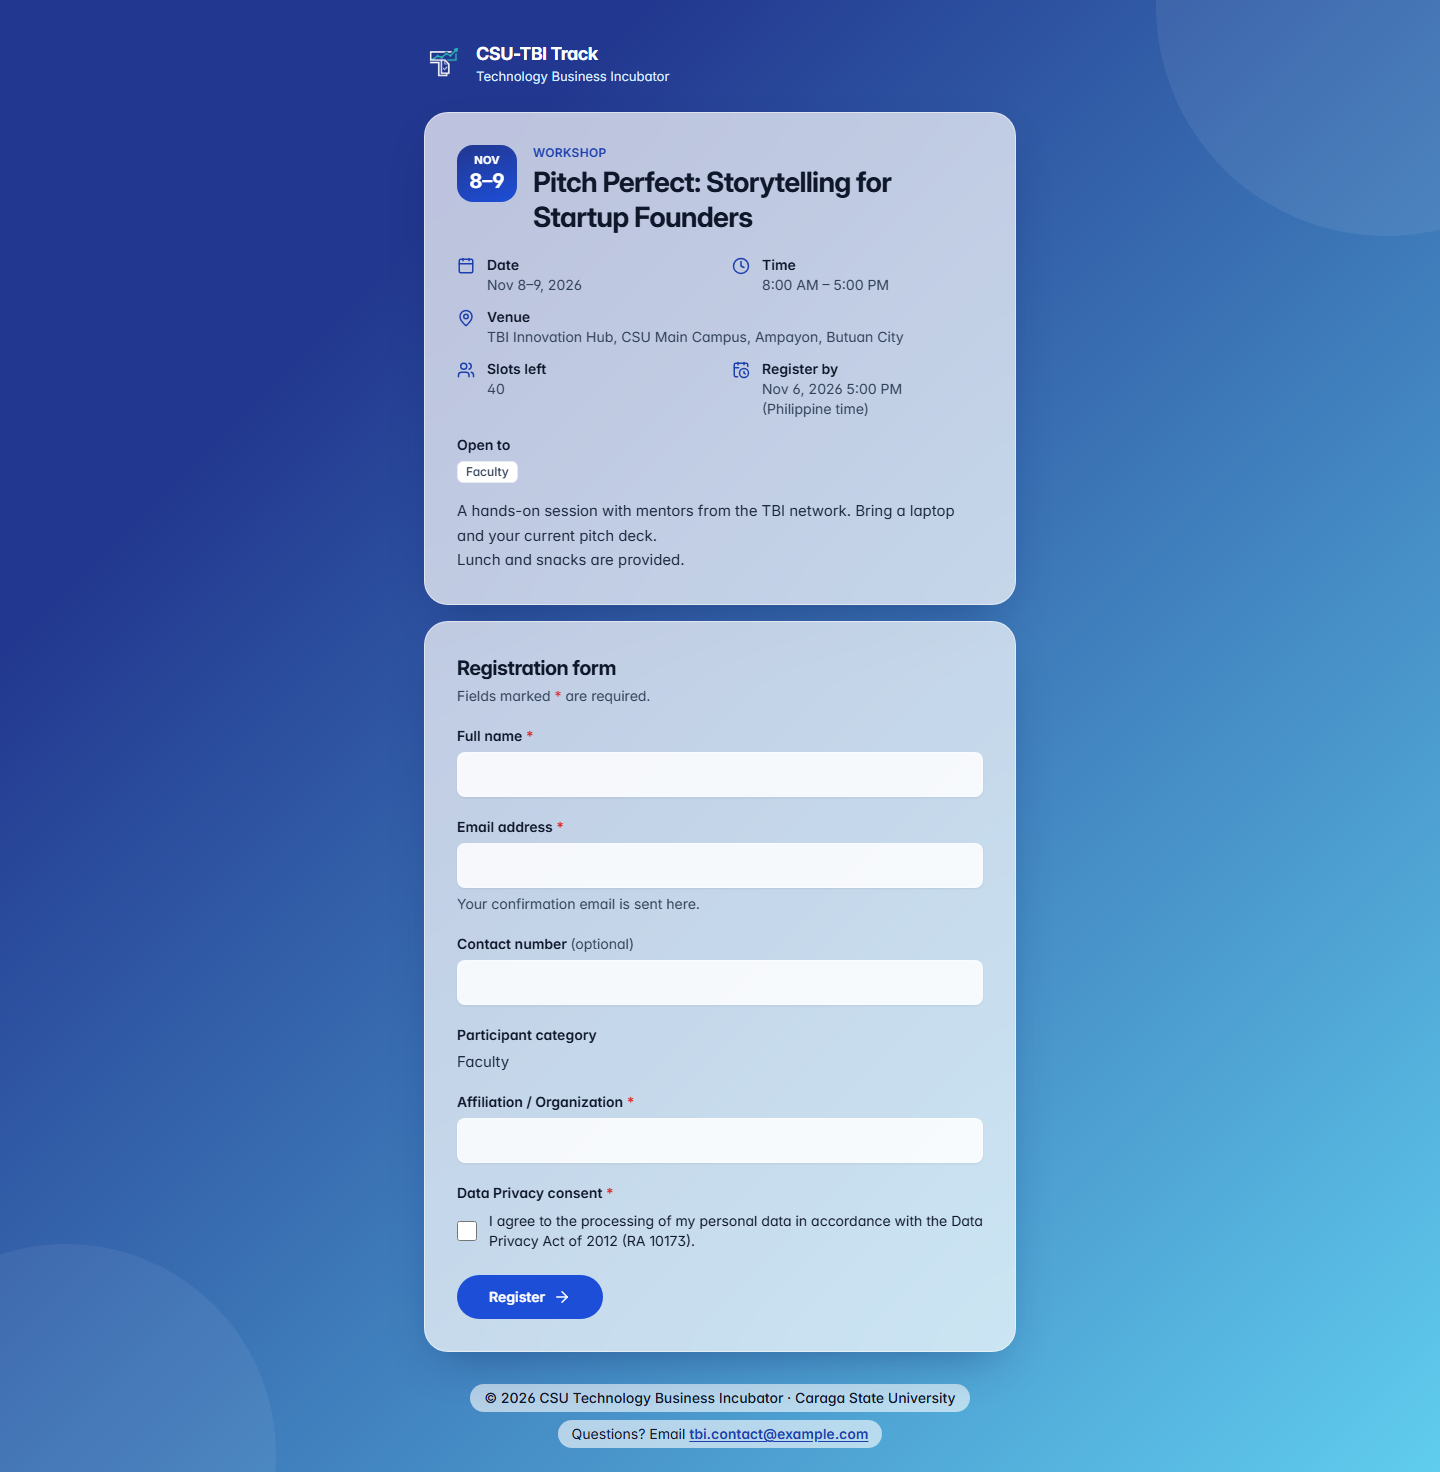 CSU-TBI Track
Technology Business Incubator
NOV
8–9
WORKSHOP
Pitch Perfect: Storytelling for
Startup Founders
Date
Nov 8–9, 2026
Time
8:00 AM – 5:00 PM
Venue
TBI Innovation Hub, CSU Main Campus, Ampayon, Butuan City
Slots left
40
Register by
Nov 6, 2026 5:00 PM
(Philippine time)
Open to
Faculty
A hands-on session with mentors from the TBI network. Bring a laptop
and your current pitch deck.
Lunch and snacks are provided.
Registration form
Fields marked * are required.
Full name *
Email address *
Your confirmation email is sent here.
Contact number (optional)
Participant category
Faculty
Affiliation / Organization *
Data Privacy consent *
I agree to the processing of my personal data in accordance with the Data
Privacy Act of 2012 (RA 10173).
Register
© 2026 CSU Technology Business Incubator · Caraga State University
Questions? Email tbi.contact@example.com